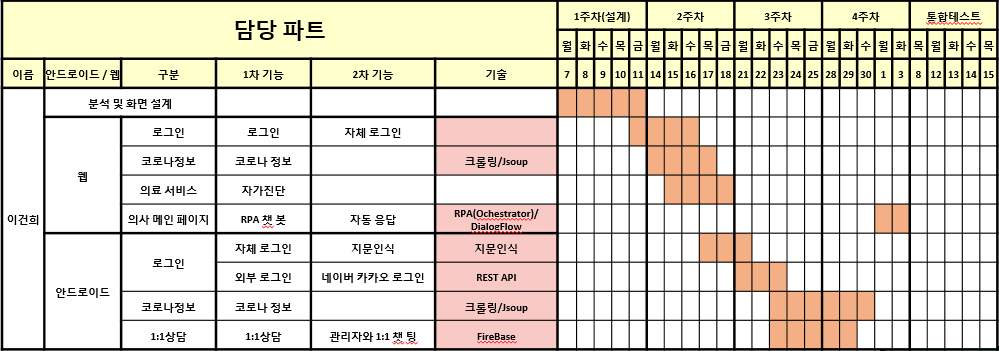 담당 파트
1주차(설계) 2주차 3주차 4주차 통합테스트
월 화 수 목 금 월 화 수 목 금 월 화 수 목 금 월 화 수 목 금 월 화 수 목
이름 안드로이드 / 웹 구분 1차 기능 2차 기능 기술 7 8 9 10 11 14 15 16 17 18 21 22 23 24 25 28 29 30 1 3 8 12 13 14 15
이건희
분석 및 화면 설계
웹
로그인 로그인 자체 로그인
코로나정보 코로나 정보 크롤링/Jsoup
의료 서비스 자가진단
의사 메인 페이지 RPA 챗 봇 자동 응답 RPA(Ochestrator)/
DialogFlow
안드로이드
로그인
자체 로그인 지문인식 지문인식
외부 로그인 네이버 카카오 로그인 REST API
코로나정보 코로나 정보 크롤링/Jsoup
1:1상담 1:1상담 관리자와 1:1 챗 팅 FireBase